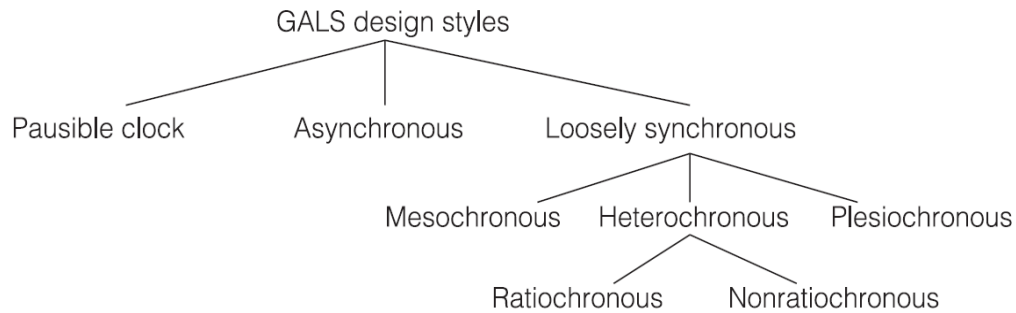 GALS design styles
Pausible clock
Asynchronous
Loosely synchronous
Mesochronous
Heterochronous
Plesiochronous
Ratiochronous
Nonratiochronous